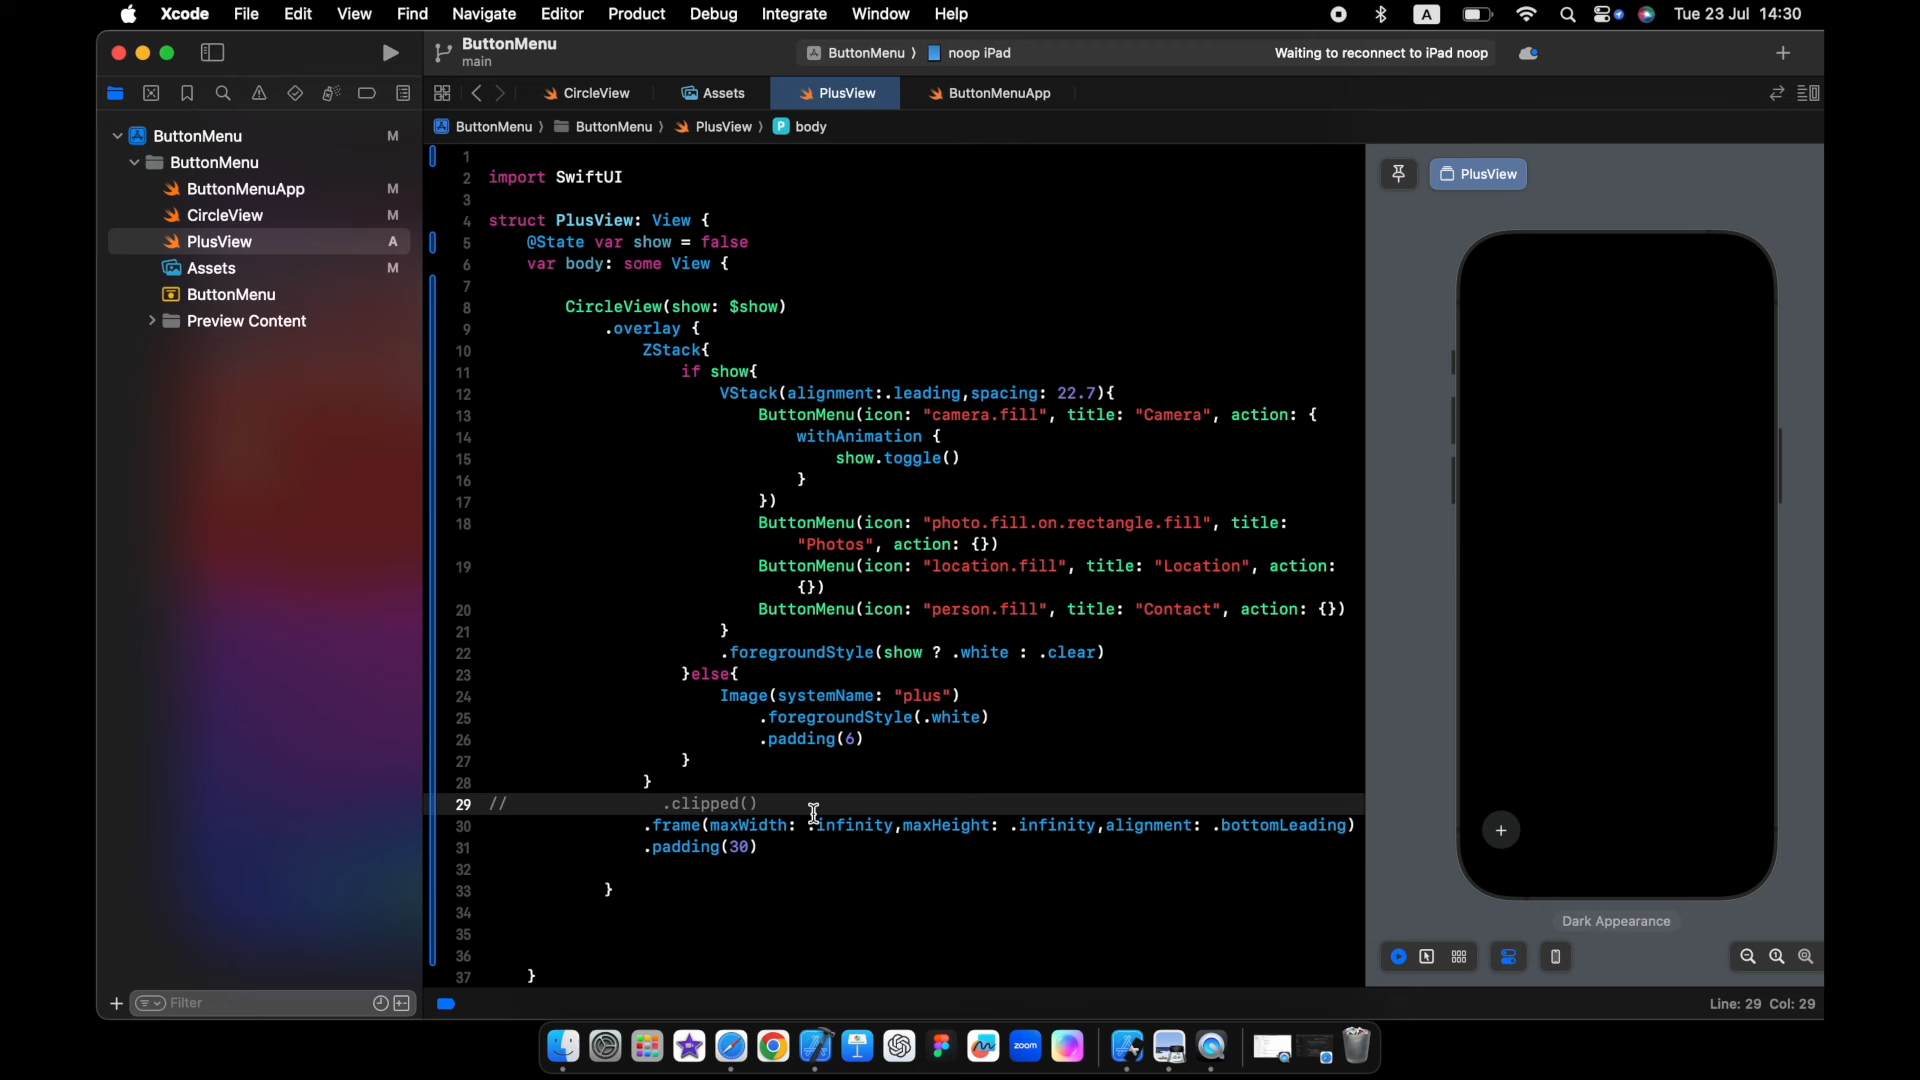 Xcode File Edit View Find Navigate Editor Product Debug Integrate Window Help A Tue 23 Jul 14:30
ButtonMenu
main
ButtonMenu 〉 noop iPad
Waiting to reconnect to iPad noop
CircleView Assets PlusView ButtonMenuApp
ButtonMenu 〉 ButtonMenu 〉 PlusView 〉 P body
ButtonMenu M
ButtonMenu
ButtonMenuApp M
CircleView M
PlusView A
Assets M
ButtonMenu
Preview Content
Filter
1
2 import SwiftUI
3
4 struct PlusView: View {
5 @State var show = false
6 var body: some View {
7
8 CircleView(show: $show)
9 .overlay {
10 ZStack{
11 if show{
12 VStack(alignment:.leading,spacing: 22.7){
13 ButtonMenu(icon: "camera.fill", title: "Camera", action: {
14 withAnimation {
15 show.toggle()
16 }
17 })
18 ButtonMenu(icon: "photo.fill.on.rectangle.fill", title:
"Photos", action: {})
19 ButtonMenu(icon: "location.fill", title: "Location", action:
{})
20 ButtonMenu(icon: "person.fill", title: "Contact", action: {})
21 }
22 .foregroundStyle(show ? .white : .clear)
23 }else{
24 Image(systemName: "plus")
25 .foregroundStyle(.white)
26 .padding(6)
27 }
28 }
29 // .clipped()
30 .frame(maxWidth: .infinity,maxHeight: .infinity,alignment: .bottomLeading)
31 .padding(30)
32
33 }
34
35
36
37 }
PlusView
Dark Appearance
Line: 29 Col: 29
zoom